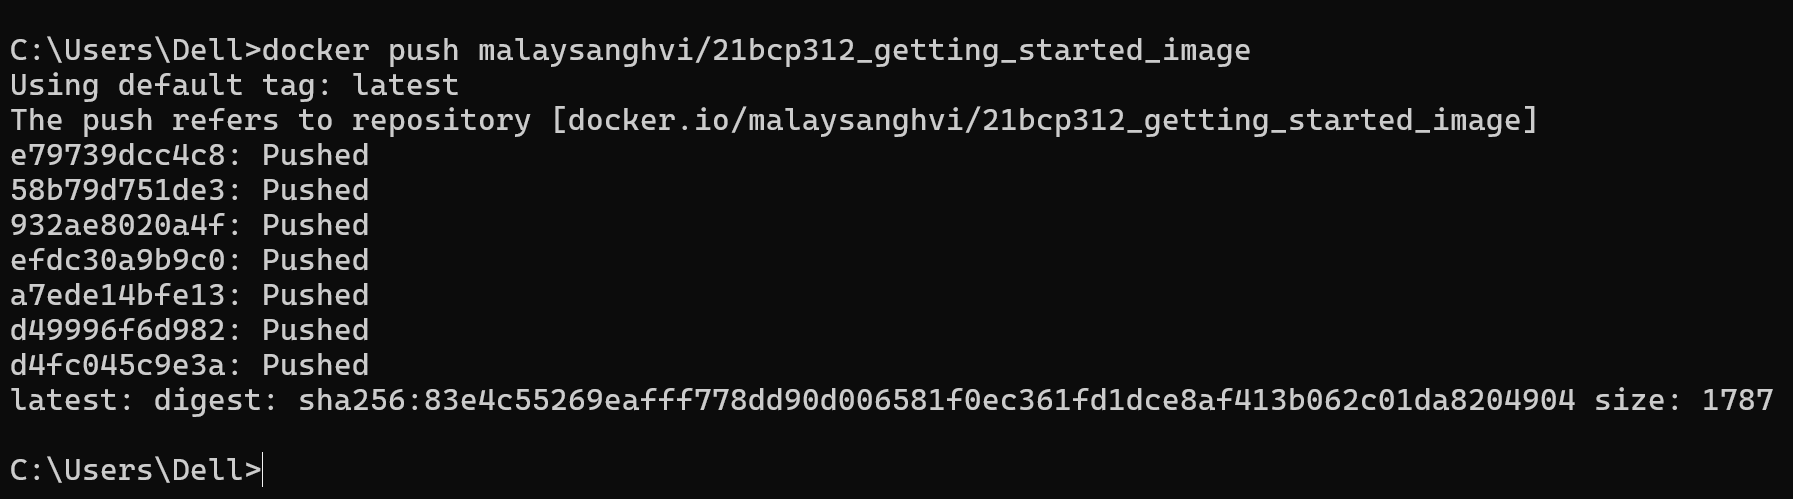 C:\Users\Dell>docker push malaysanghvi/21bcp312_getting_started_image
Using default tag: latest
The push refers to repository [docker.io/malaysanghvi/21bcp312_getting_started_image]
e79739dcc4c8: Pushed
58b79d751de3: Pushed
932ae8020a4f: Pushed
efdc30a9b9c0: Pushed
a7ede14bfe13: Pushed
d49996f6d982: Pushed
d4fc045c9e3a: Pushed
latest: digest: sha256:83e4c55269eafff778dd90d006581f0ec361fd1dce8af413b062c01da8204904 size: 1787
C:\Users\Dell>